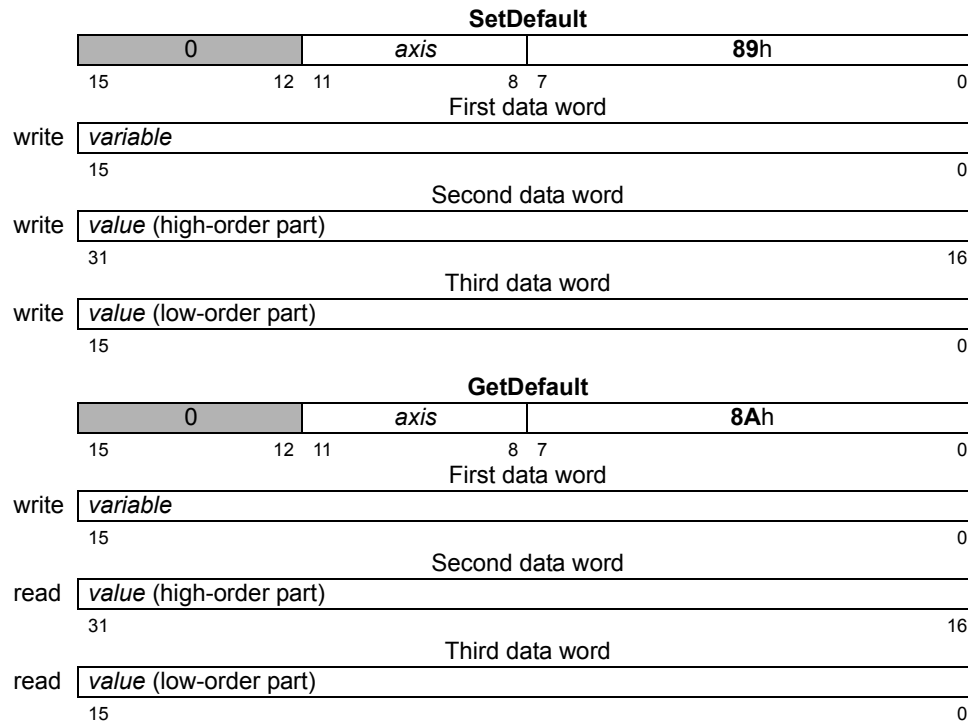 SetDefault
0 axis 89h
15 12 11 8 7 0
First data word
write variable
15 0
Second data word
write value (high-order part)
31 16
Third data word
write value (low-order part)
15 0
GetDefault
0 axis 8Ah
15 12 11 8 7 0
First data word
write variable
15 0
Second data word
read value (high-order part)
31 16
Third data word
read value (low-order part)
15 0